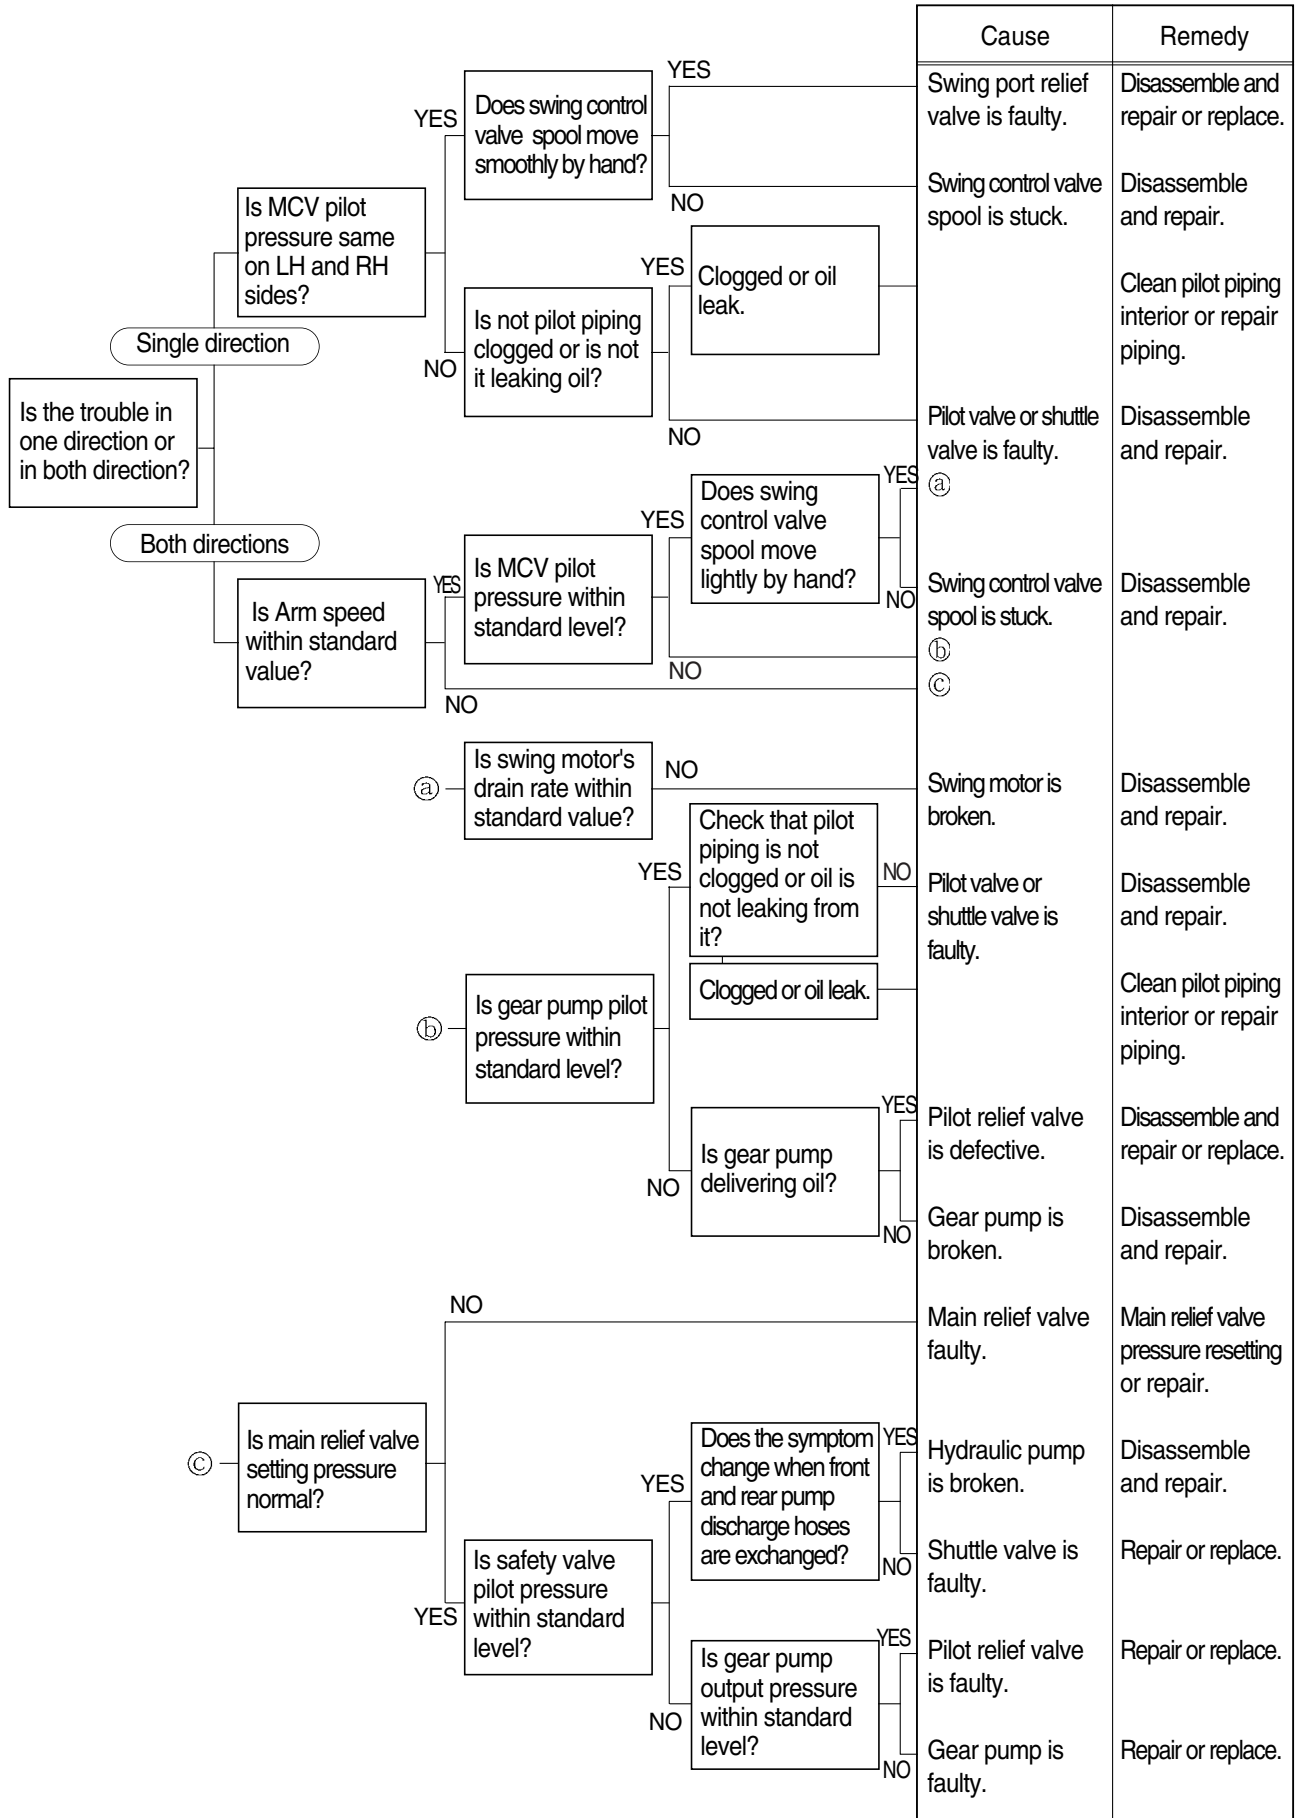 Cause
Remedy
YES
Does swing control
valve spool move
smoothly by hand?
YES
Swing port relief
valve is faulty.
Disassemble and
repair or replace.
NO
Swing control valve
spool is stuck.
Disassemble
and repair.
Is MCV pilot
pressure same
on LH and RH
sides?
Single direction
NO
Is not pilot piping
clogged or is not
it leaking oil?
YES
Clogged or oil
leak.
Clean pilot piping
interior or repair
piping.
NO
Pilot valve or shuttle
valve is faulty.
Disassemble
and repair.
Is the trouble in
one direction or
in both direction?
Both directions
Is Arm speed
within standard
value?
YES
Is MCV pilot
pressure within
standard level?
YES
Does swing
control valve
spool move
lightly by hand?
YES
ⓐ
NO
Swing control valve
spool is stuck.
Disassemble
and repair.
NO
ⓑ
NO
ⓒ
ⓐ
Is swing motor's
drain rate within
standard value?
NO
Swing motor is
broken.
Disassemble
and repair.
ⓑ
Is gear pump pilot
pressure within
standard level?
YES
Check that pilot
piping is not
clogged or oil is
not leaking from
it?
NO
Pilot valve or
shuttle valve is
faulty.
Disassemble
and repair.
Clogged or oil leak.
Clean pilot piping
interior or repair
piping.
NO
Is gear pump
delivering oil?
YES
Pilot relief valve
is defective.
Disassemble and
repair or replace.
NO
Gear pump is
broken.
Disassemble
and repair.
ⓒ
Is main relief valve
setting pressure
normal?
NO
Main relief valve
faulty.
Main relief valve
pressure resetting
or repair.
YES
Is safety valve
pilot pressure
within standard
level?
YES
Does the symptom
change when front
and rear pump
discharge hoses
are exchanged?
YES
Hydraulic pump
is broken.
Disassemble
and repair.
NO
Shuttle valve is
faulty.
Repair or replace.
NO
Is gear pump
output pressure
within standard
level?
YES
Pilot relief valve
is faulty.
Repair or replace.
NO
Gear pump is
faulty.
Repair or replace.